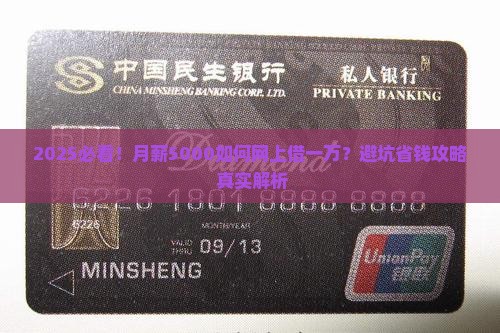 中国民生银行
CHINA MINSHENG BANKING CORP., LTD.
私人银行
PRIVATE BANKING
2025必看！月薪5000如何网上借一万？避坑省钱攻略
真实解析
Diamond
6226 1801 8888 8888
6226
MONTH/YEAR
VALID
THRU
09/13
MINSHENG
UnionPay
银联